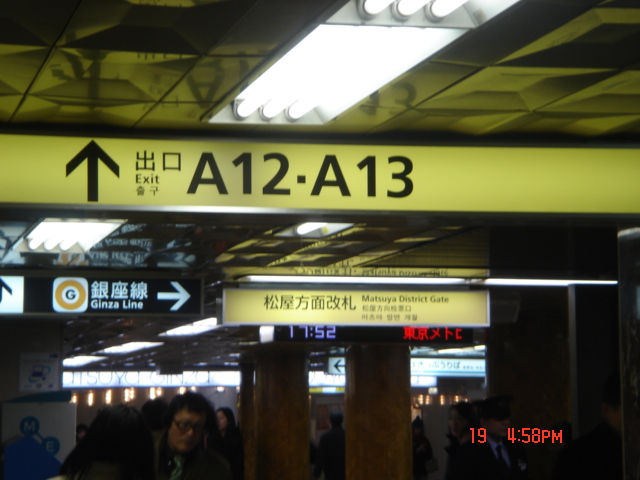 出口
Exit
출구
A12·A13
G 銀座線
Ginza Line
松屋方面改札 Matsuya District Gate
松屋方向检票口
마츠야 방면 개찰
17:52 東京メトロ
19 4:58PM